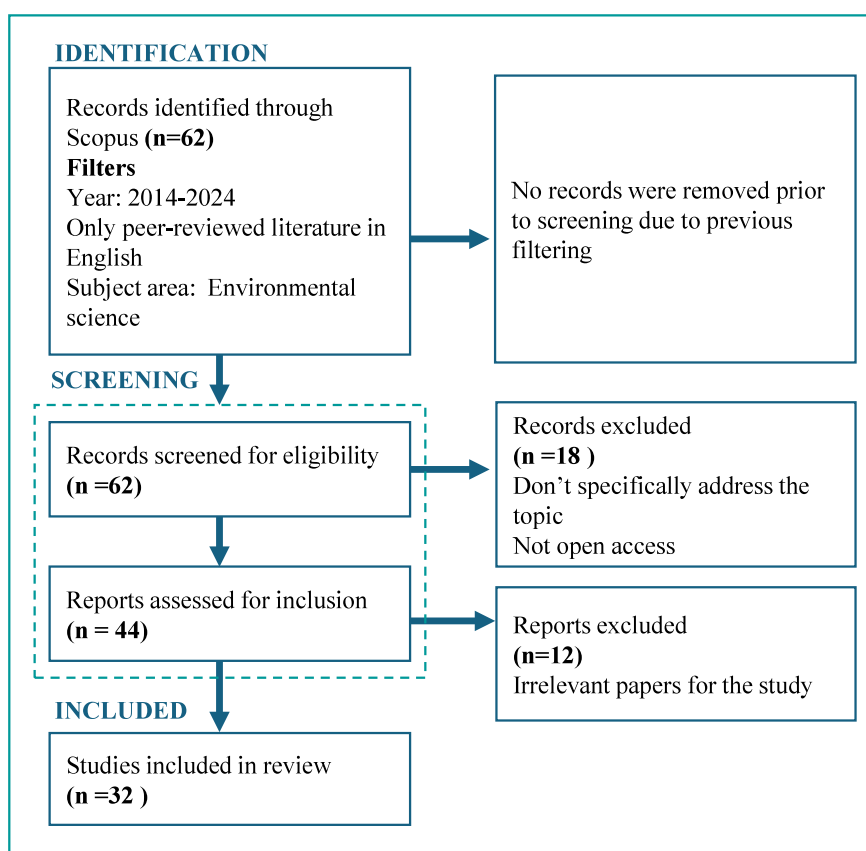 IDENTIFICATION
Records identified through
Scopus (n=62)
Filters
Year: 2014-2024
Only peer-reviewed literature in
English
Subject area:  Environmental
science
No records were removed prior
to screening due to previous
filtering
SCREENING
Records screened for eligibility
(n =62)
Records excluded
(n =18 )
Don’t specifically address the
topic
Not open access
Reports assessed for inclusion
(n = 44)
Reports excluded
(n=12)
Irrelevant papers for the study
INCLUDED
Studies included in review
(n =32 )